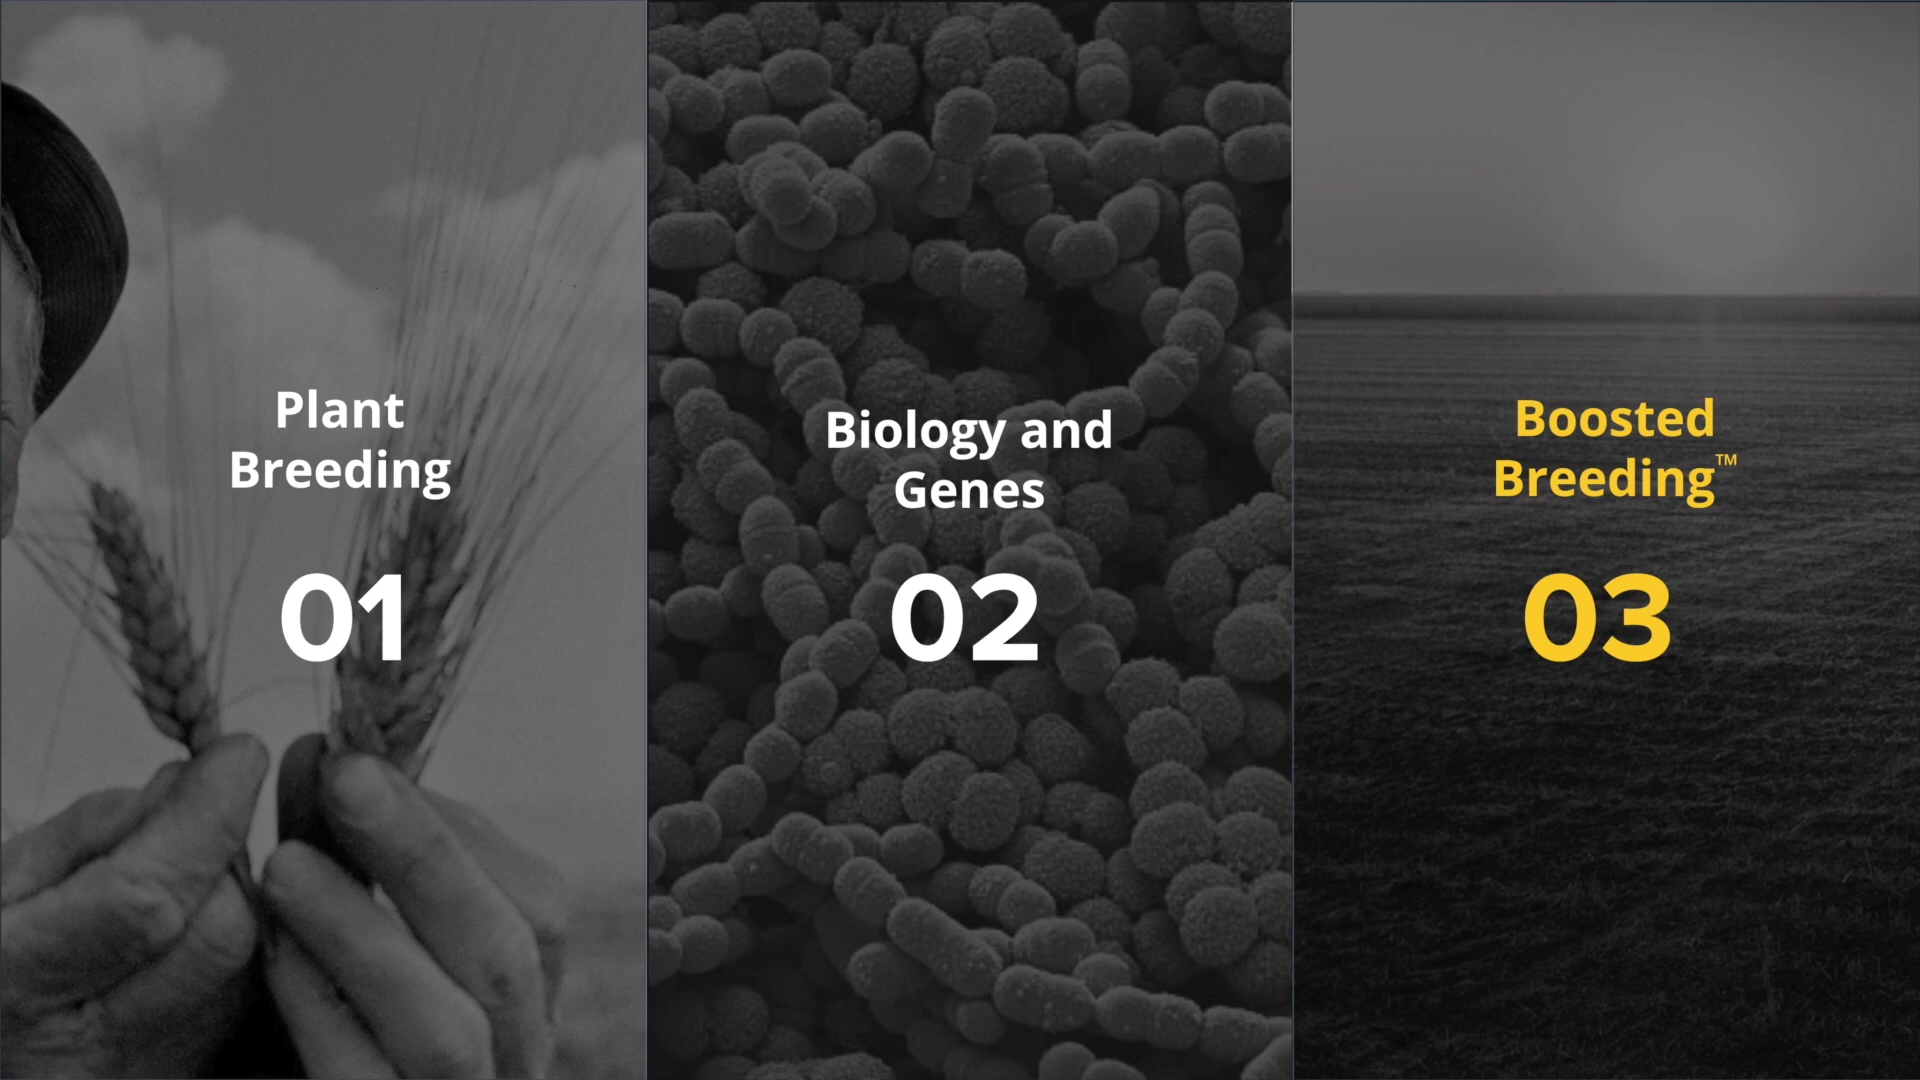 Plant
Breeding
01
Biology and
Genes
02
Boosted
Breeding™
03